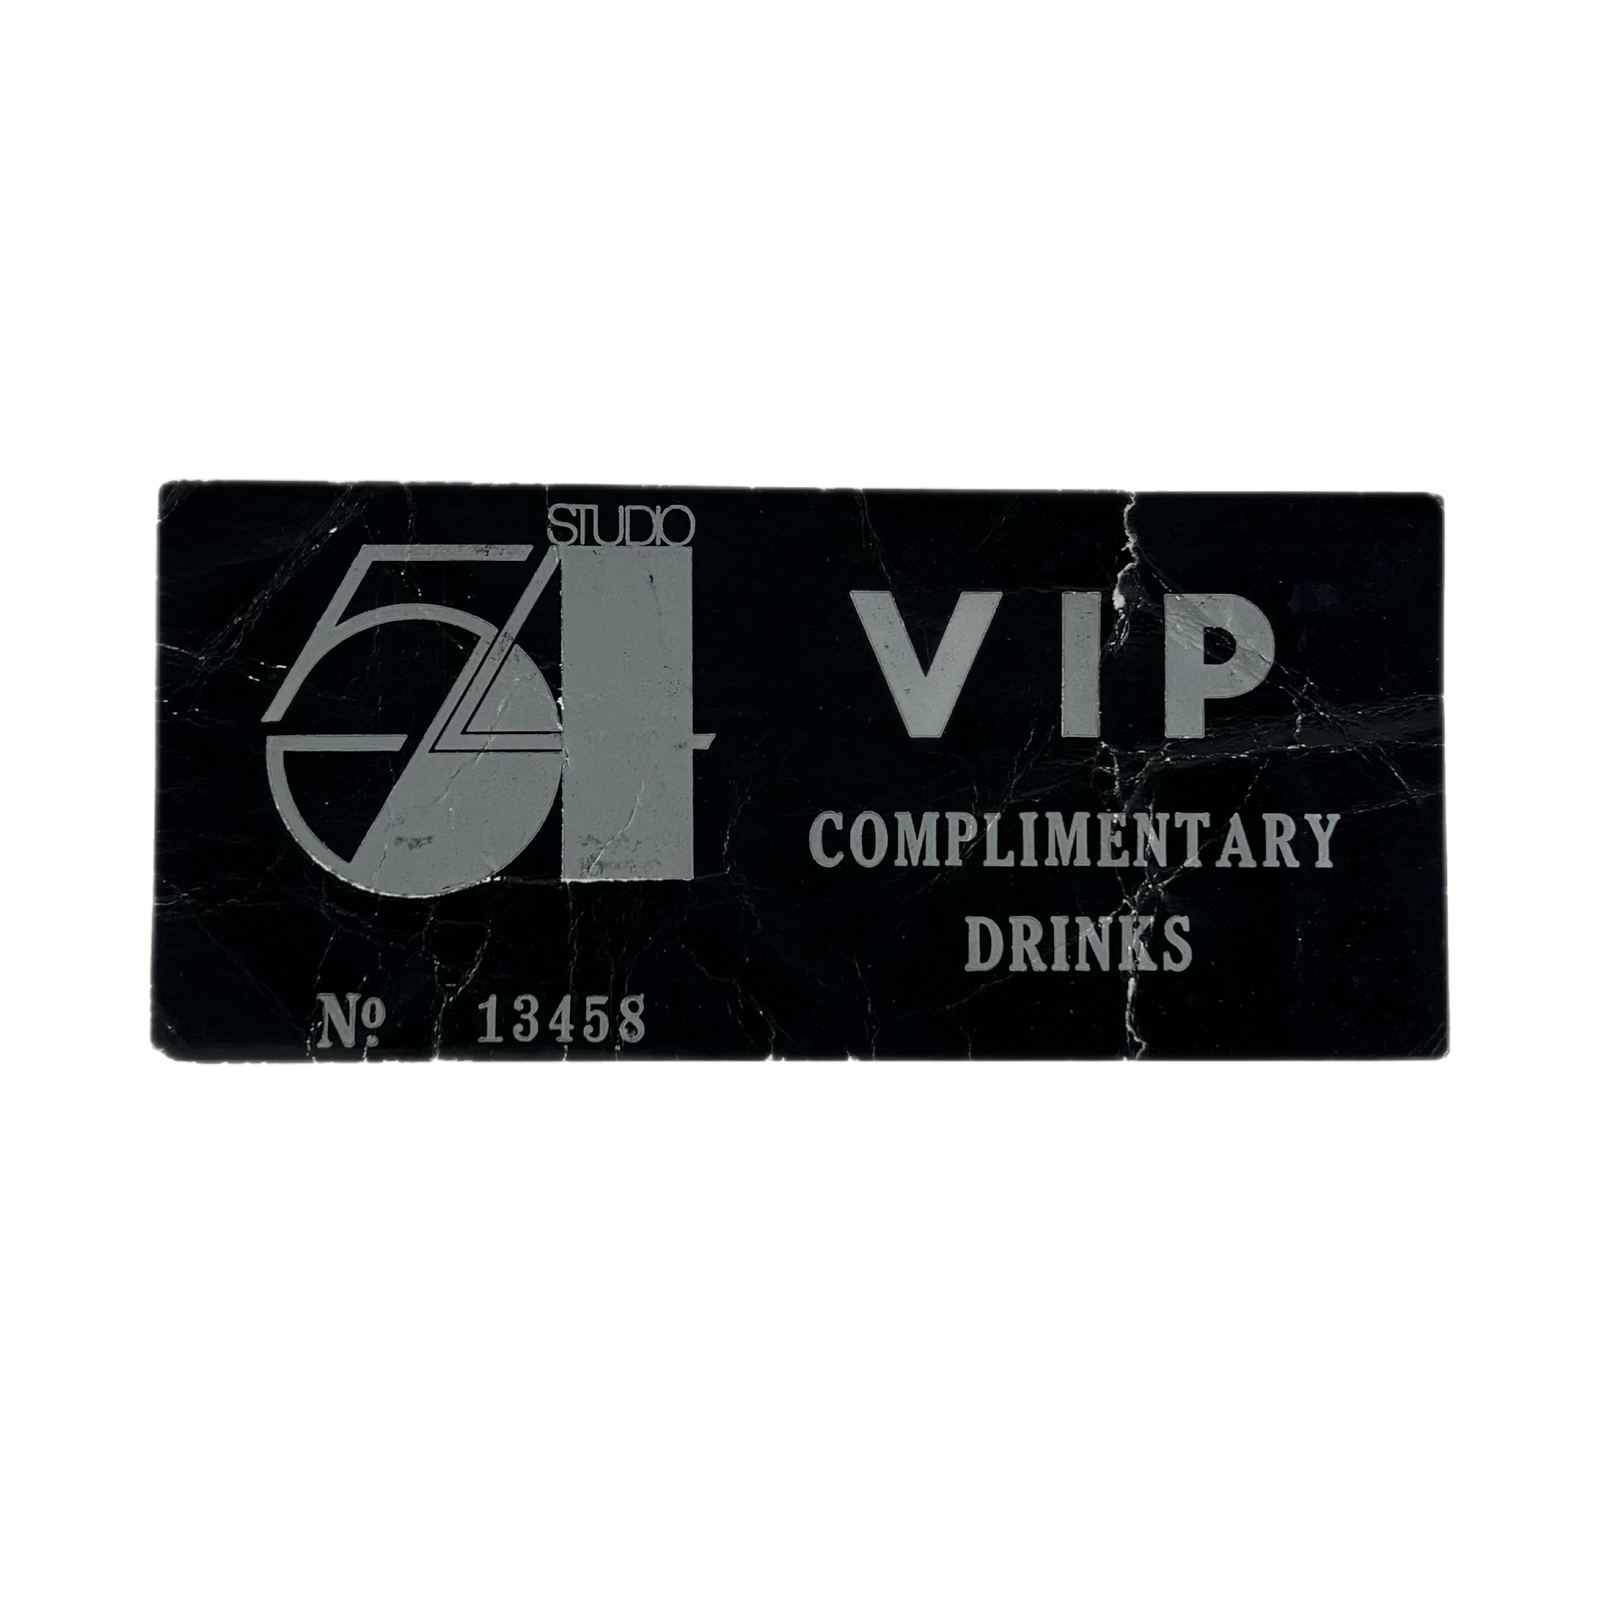 STUDIO
54
VIP
COMPLIMENTARY
DRINKS
Nº 13458